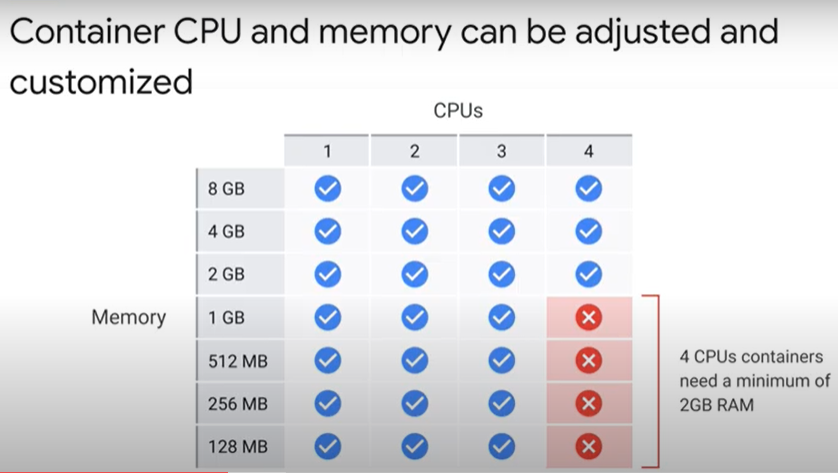 Container CPU and memory can be adjusted and
customized
CPUs
1 2 3 4
8 GB
4 GB
2 GB
Memory 1 GB
512 MB
256 MB
128 MB
4 CPUs containers
need a minimum of
2GB RAM